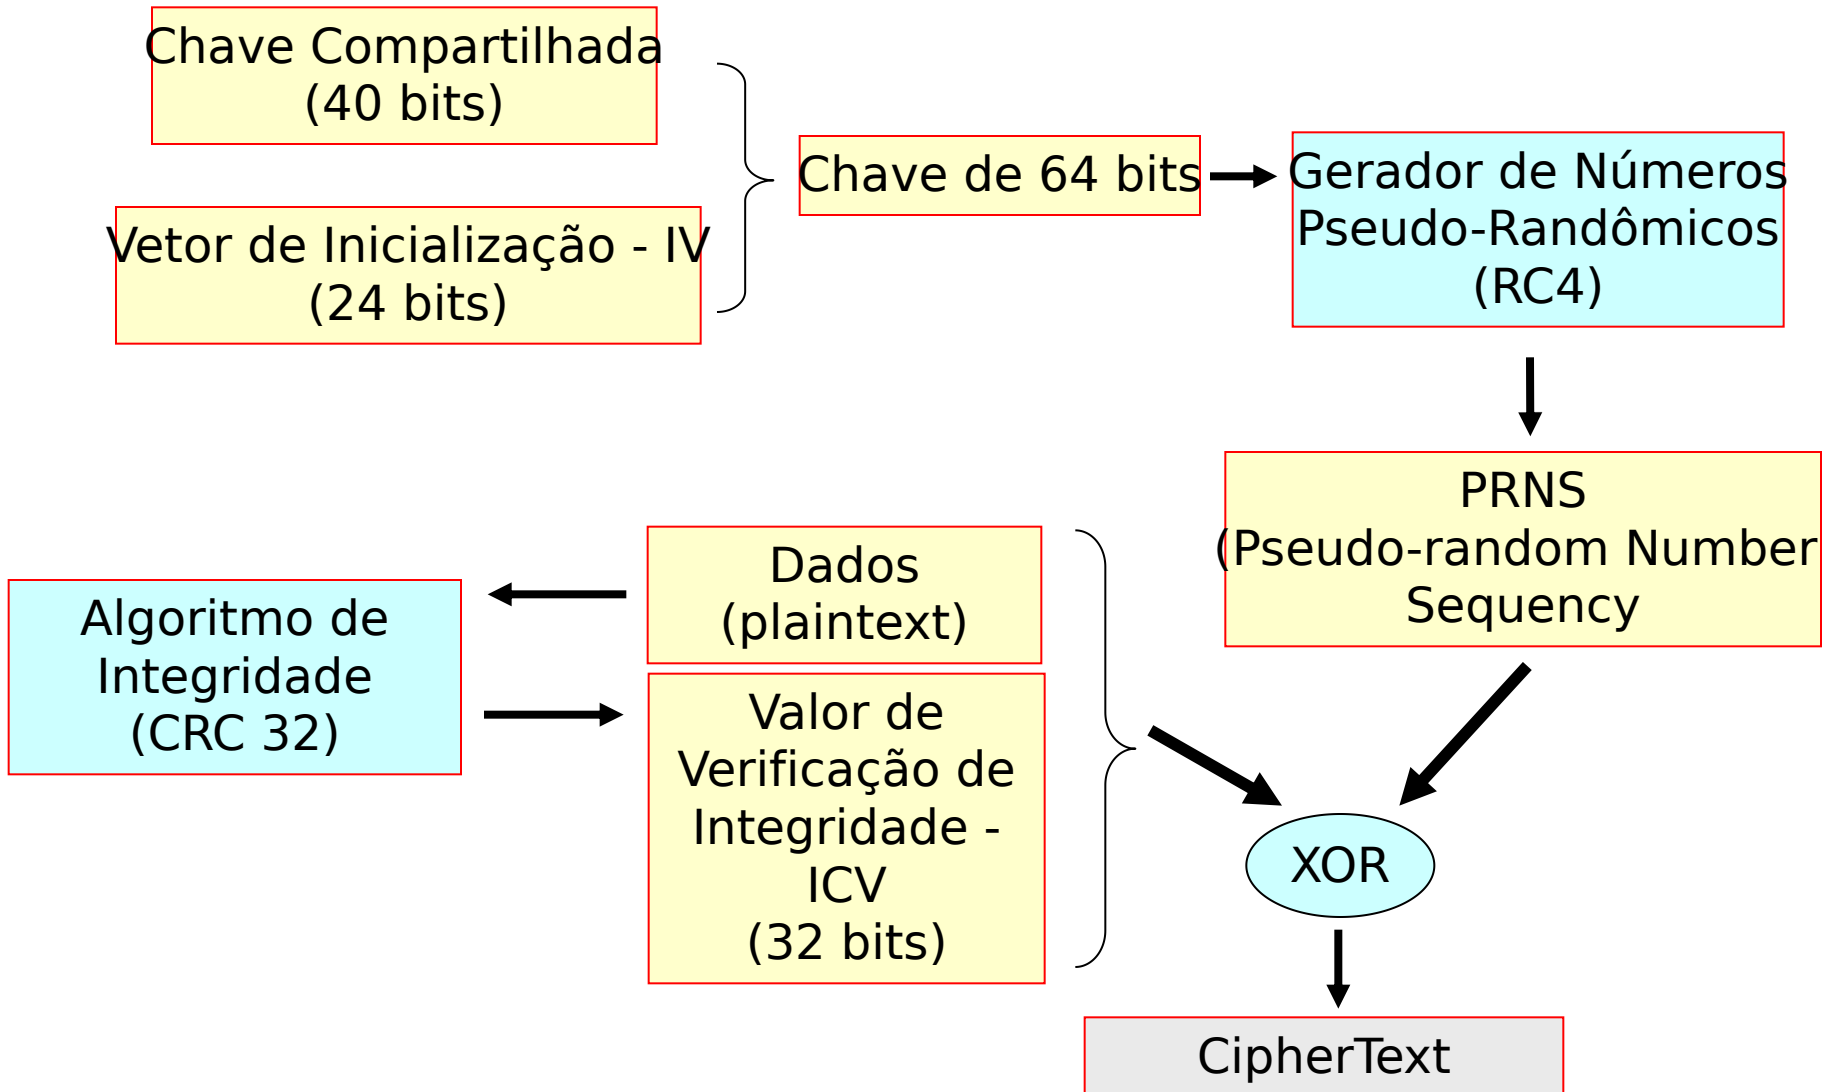 Chave Compartilhada
(40 bits)
Vetor de Inicialização - IV
(24 bits)
Chave de 64 bits
Gerador de Números
Pseudo-Randômicos
(RC4)
PRNS
(Pseudo-random Number
Sequency
Dados
(plaintext)
Algoritmo de
Integridade
(CRC 32)
Valor de
Verificação de
Integridade -
ICV
(32 bits)
XOR
CipherText